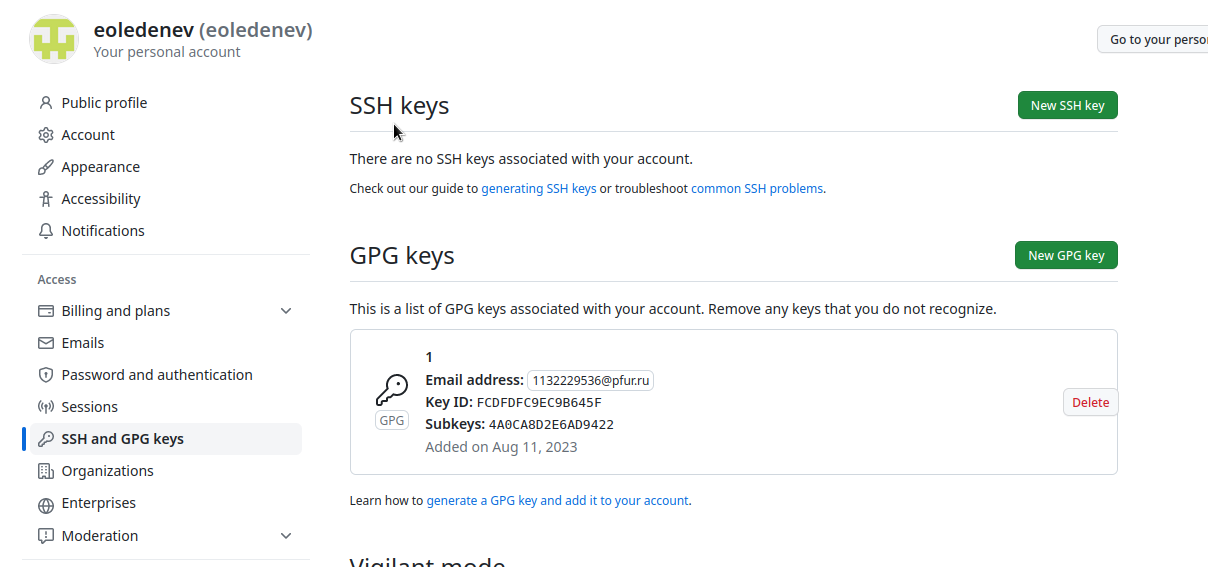 eoledenev (eoledenev)
Your personal account
Go to your perso
Public profile
Account
Appearance
Accessibility
Notifications
Access
Billing and plans
Emails
Password and authentication
Sessions
SSH and GPG keys
Organizations
Enterprises
Moderation
SSH keys
New SSH key
There are no SSH keys associated with your account.
Check out our guide to generating SSH keys or troubleshoot common SSH problems.
GPG keys
New GPG key
This is a list of GPG keys associated with your account. Remove any keys that you do not recognize.
GPG
1
Email address: 1132229536@pfur.ru
Key ID: FCDFDFC9EC9B645F
Subkeys: 4A0CA8D2E6AD9422
Added on Aug 11, 2023
Delete
Learn how to generate a GPG key and add it to your account.
Vigilant mode